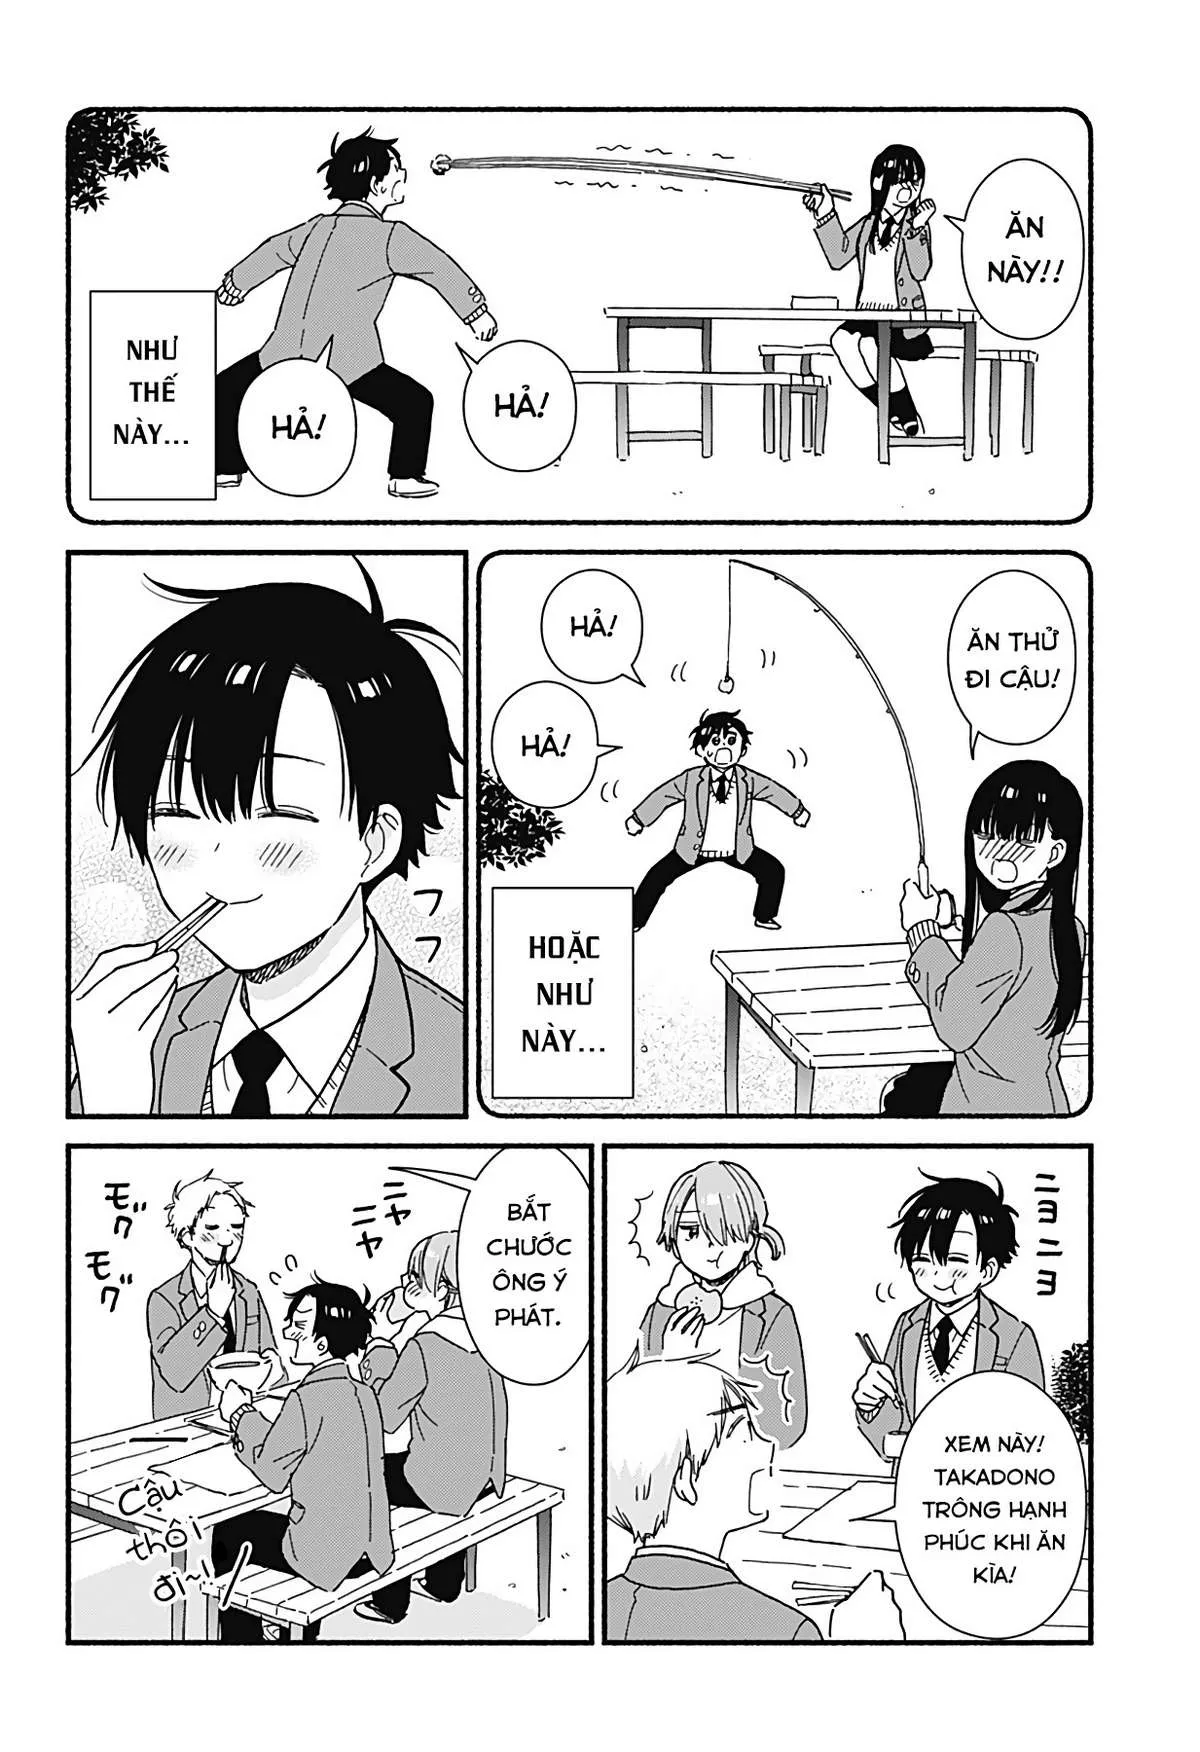 ĂN
NÀY!!
HẢ!
HẢ!
NHƯ
THẾ
NÀY...
ĂN THỬ
ĐI CẬU!
HẢ!
HẢ!
HOẶC
NHƯ
NÀY...
フフ
ニヨニヨ
XEM NÀY!
TAKADONO
TRÔNG HẠNH
PHÚC KHI ĂN
KÌA!
BẮT
CHƯỚC
ÔNG Ý
PHÁT.
ニヤ
ニヤ
モグ
モグ
Cậu
thôi
đi~!